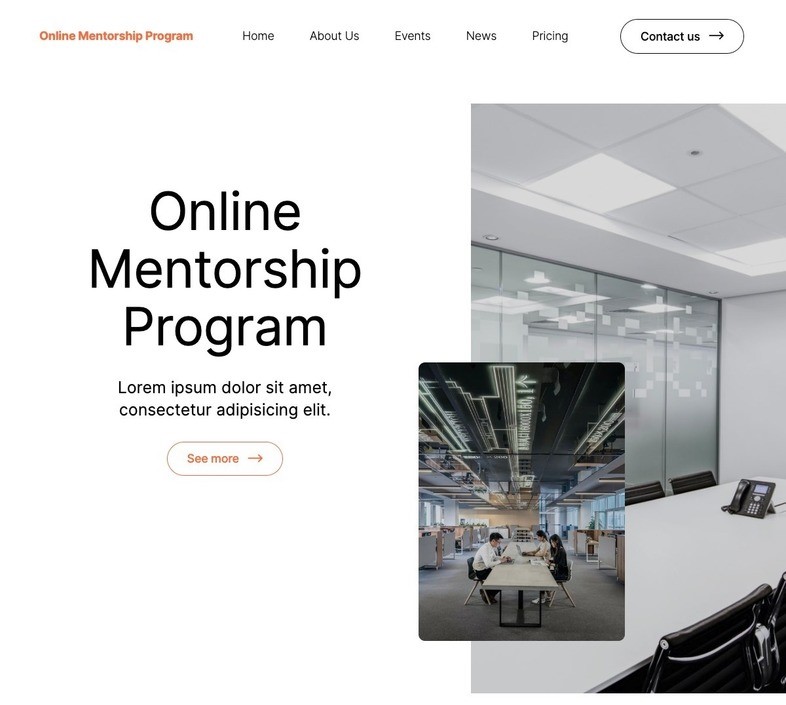 Online Mentorship Program
Home
About Us
Events
News
Pricing
Contact us
Online
Mentorship
Program
Lorem ipsum dolor sit amet,
consectetur adipisicing elit.
See more